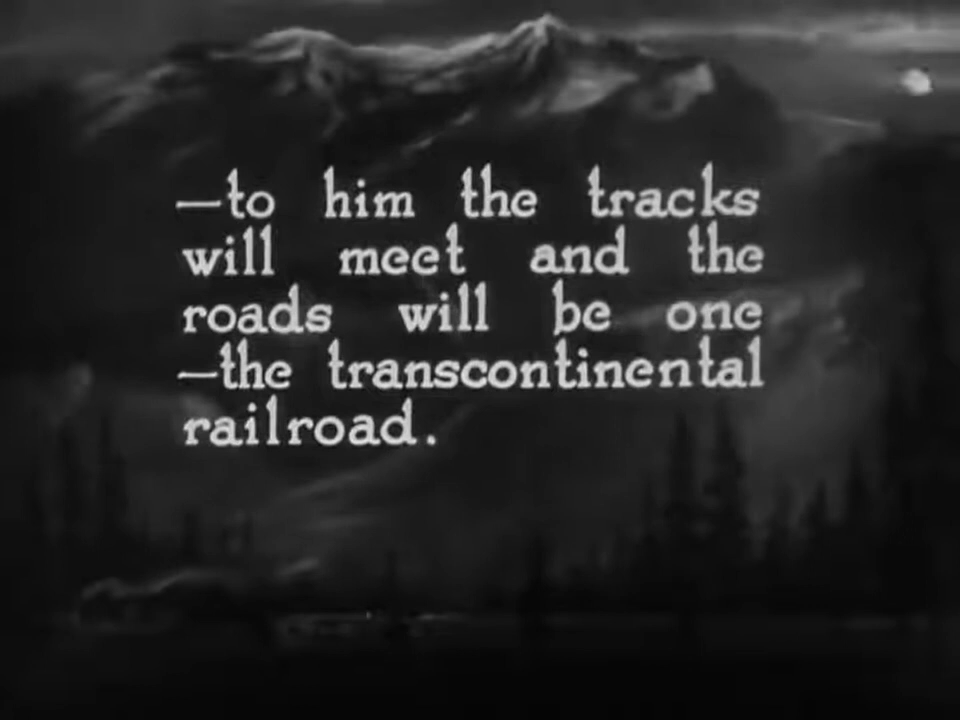 —to him the tracks
will meet and the
roads will be one
—the transcontinental
railroad.